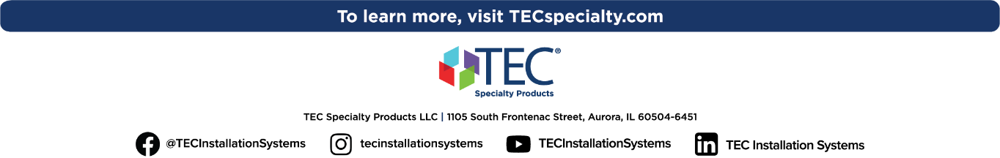 To learn more, visit TECspecialty.com
TEC®
Specialty Products
TEC Specialty Products LLC | 1105 South Frontenac Street, Aurora, IL 60504-6451
@TECInstallationSystems tecinstallationsystems TECInstallationSystems TEC Installation Systems